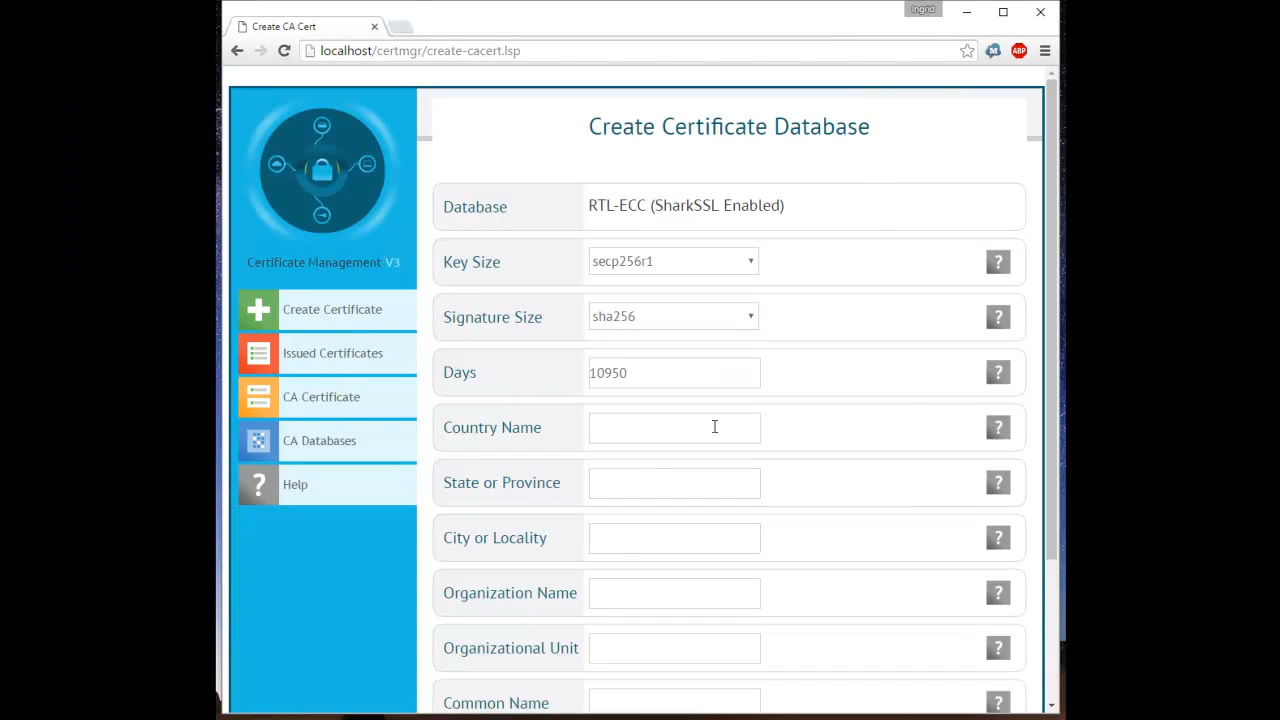 Ingrid
Create CA Cert
localhost/certmgr/create-cacert.lsp
M
ABP
Create Certificate Database
Database
RTL-ECC (SharkSSL Enabled)
Key Size
secp256r1
?
Signature Size
sha256
?
Days
10950
?
Country Name
?
State or Province
?
City or Locality
?
Organization Name
?
Organizational Unit
?
Common Name
?
Certificate Management V3
Create Certificate
Issued Certificates
CA Certificate
CA Databases
? Help